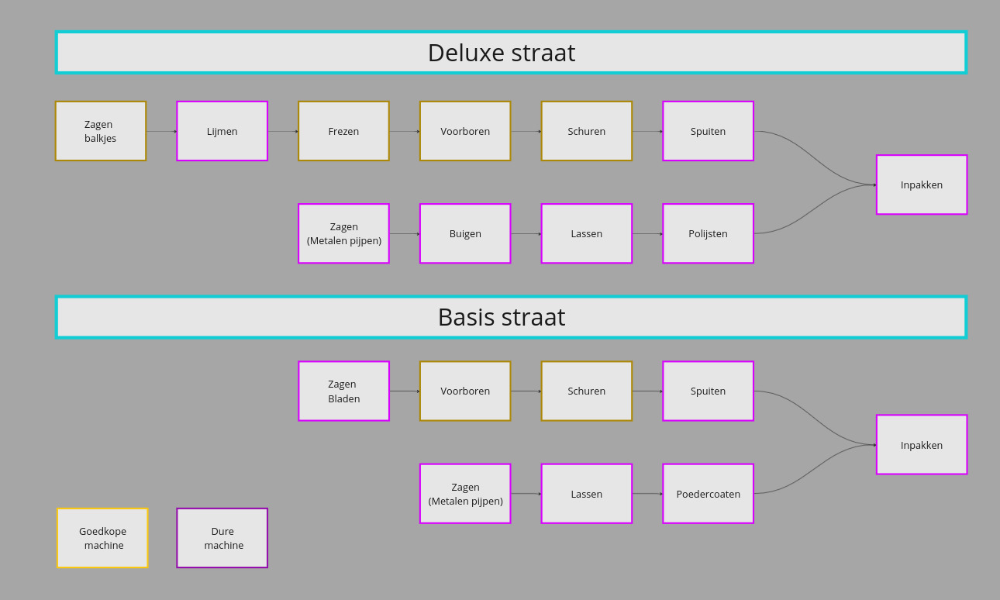 Deluxe straat
Zagen
balkjes
Lijmen
Frezen
Voorboren
Schuren
Spuiten
Inpakken
Zagen
(Metalen pijpen)
Buigen
Lassen
Polijsten
Basis straat
Zagen
Bladen
Voorboren
Schuren
Spuiten
Inpakken
Zagen
(Metalen pijpen)
Lassen
Poedercoaten
Goedkope
machine
Dure
machine